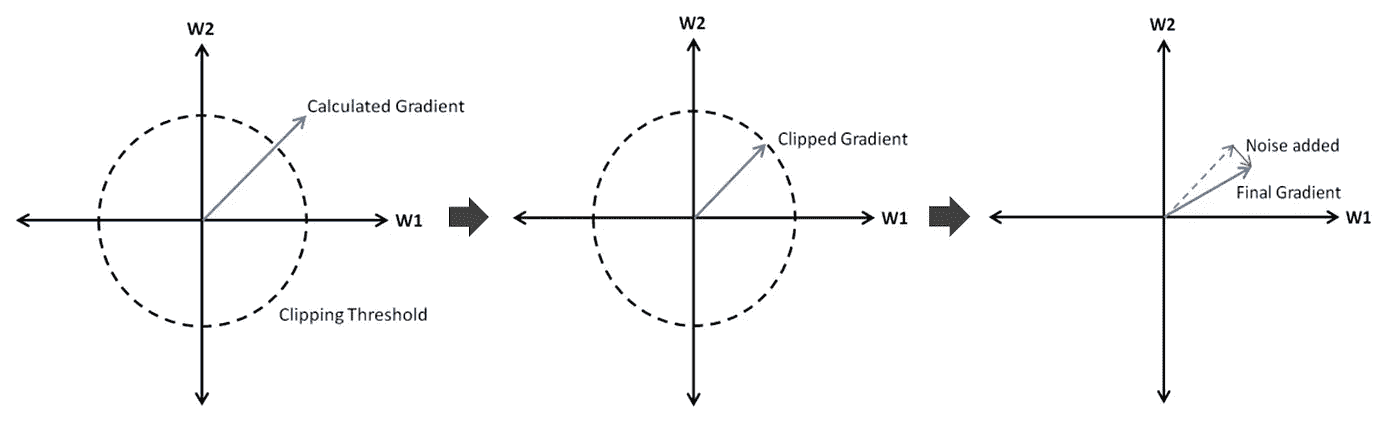 W2
Calculated Gradient
W1
Clipping Threshold
W2
Clipped Gradient
W1
W2
Noise added
Final Gradient
W1